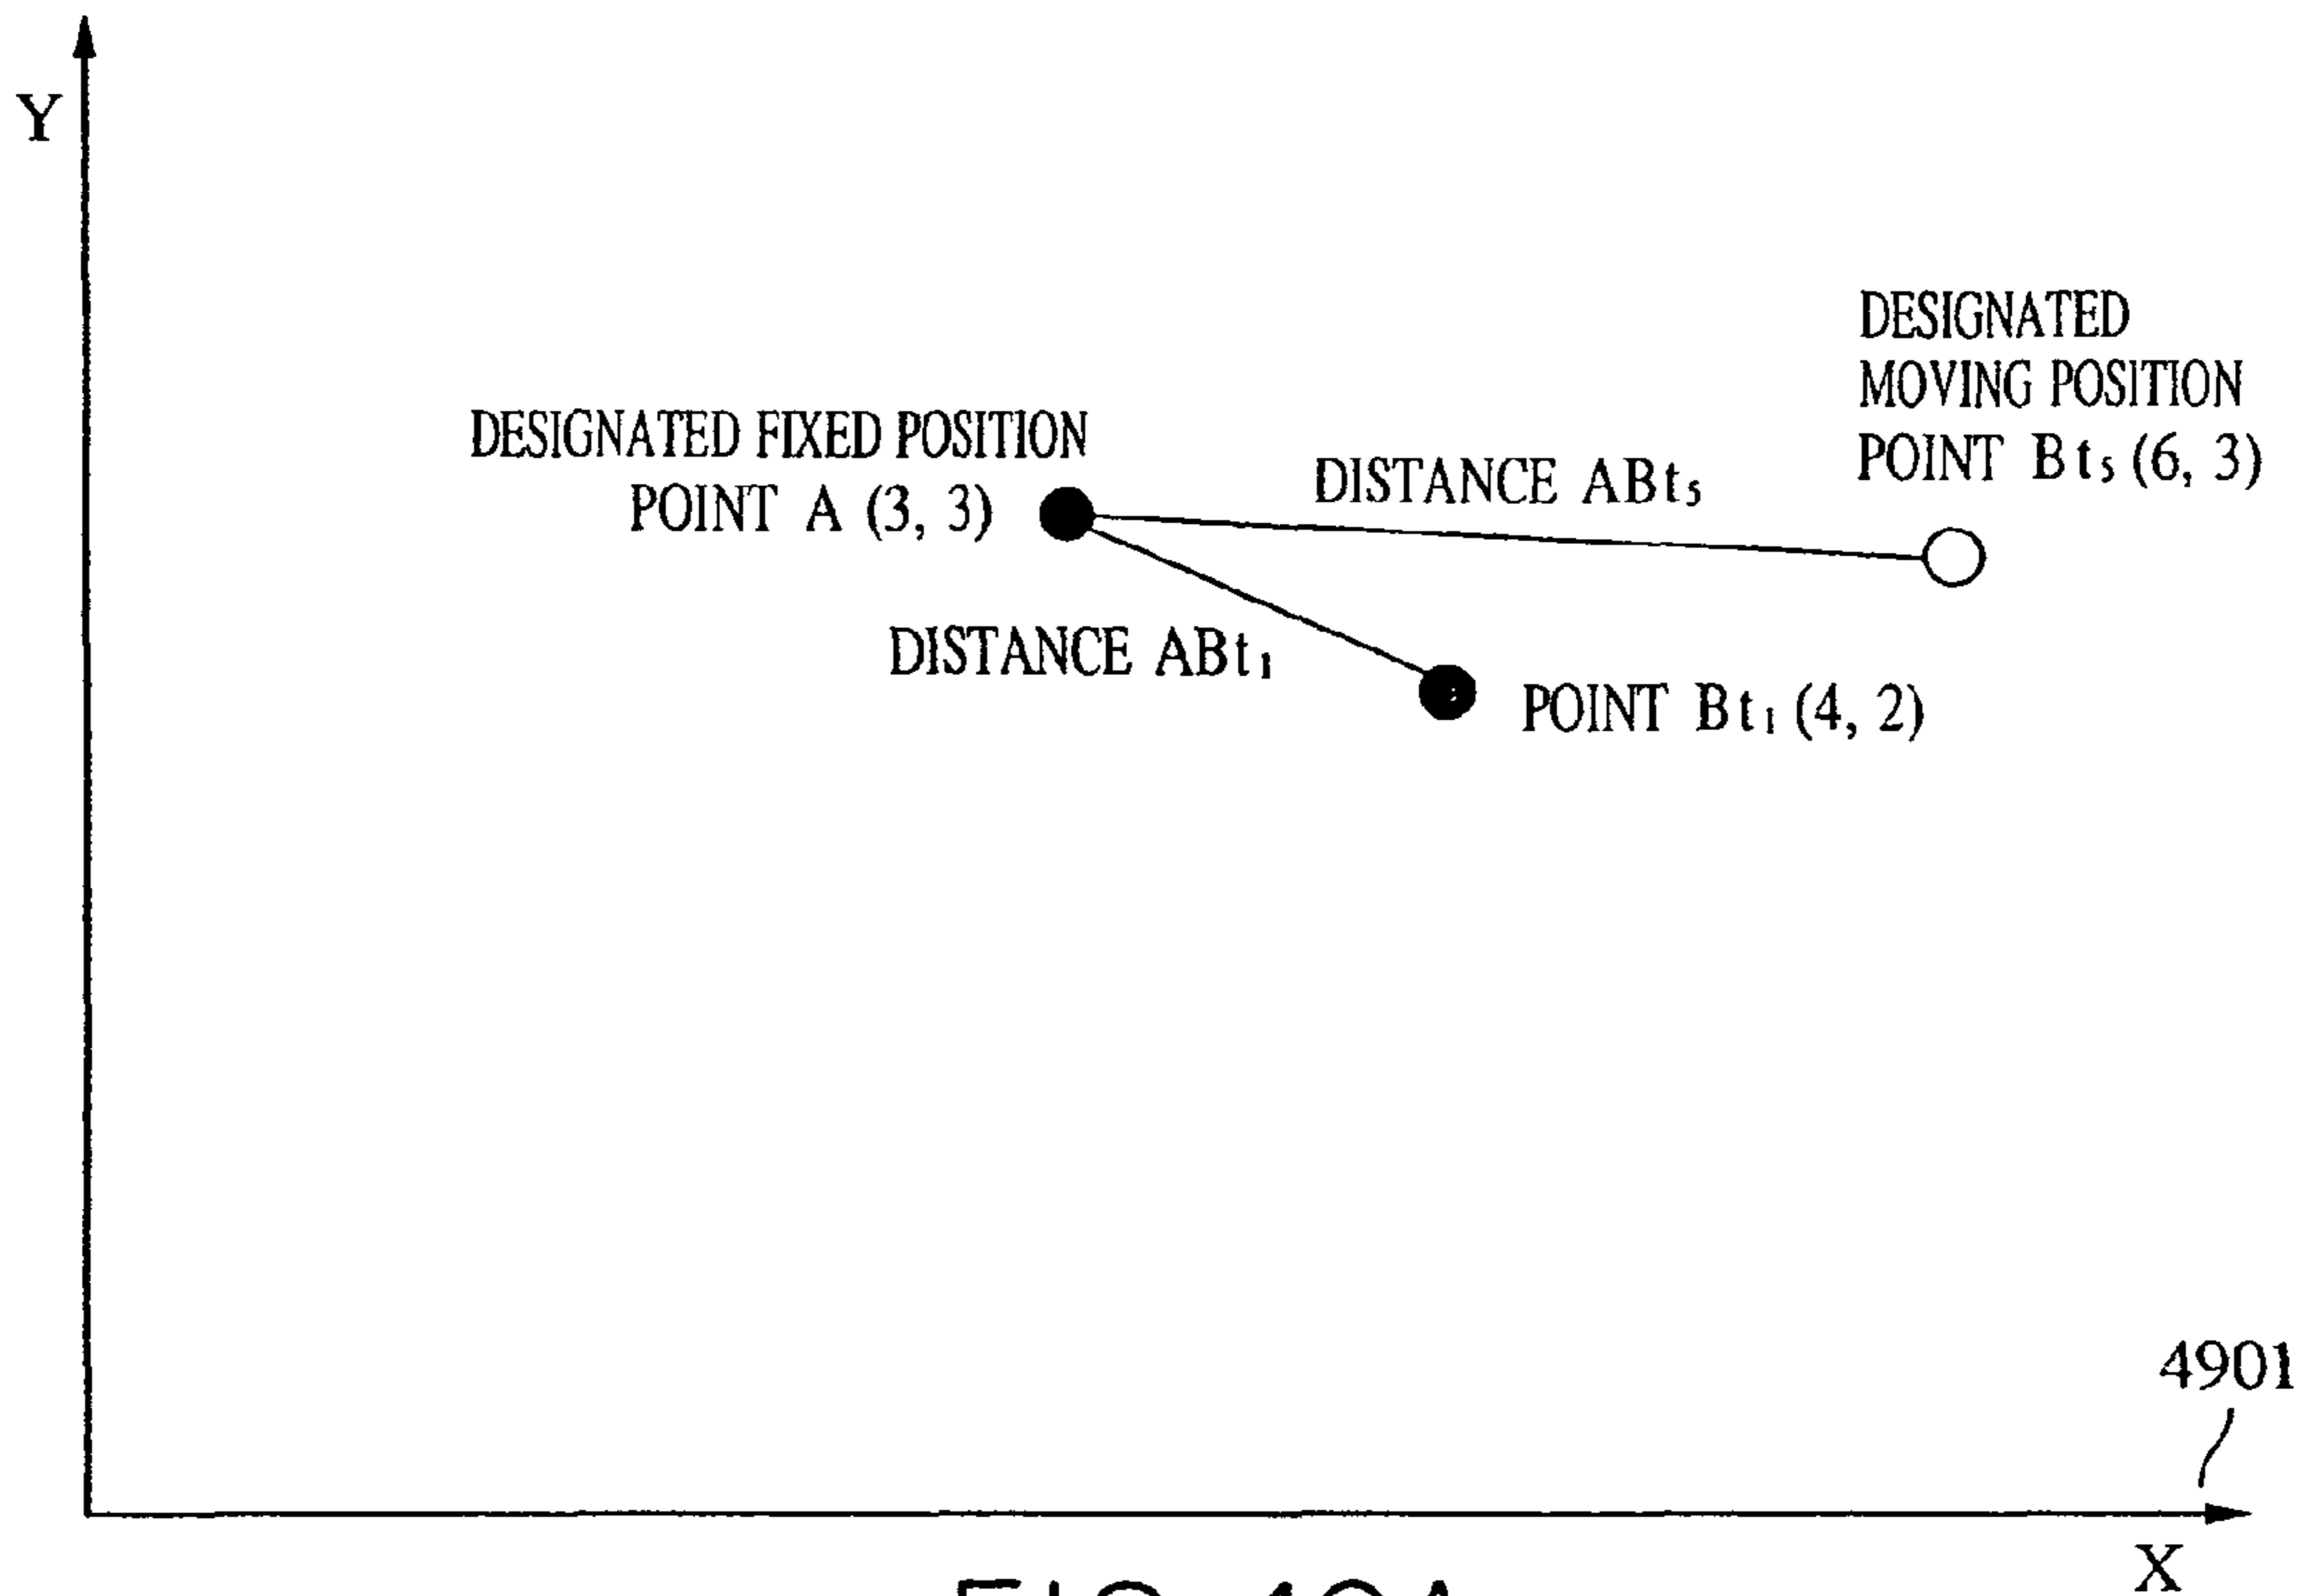 Y
DESIGNATED
MOVING POSITION
POINT Bt5 (6, 3)
DESIGNATED FIXED POSITION
POINT A (3, 3)
DISTANCE ABt5
DISTANCE ABt1
POINT Bt1 (4, 2)
4901
X